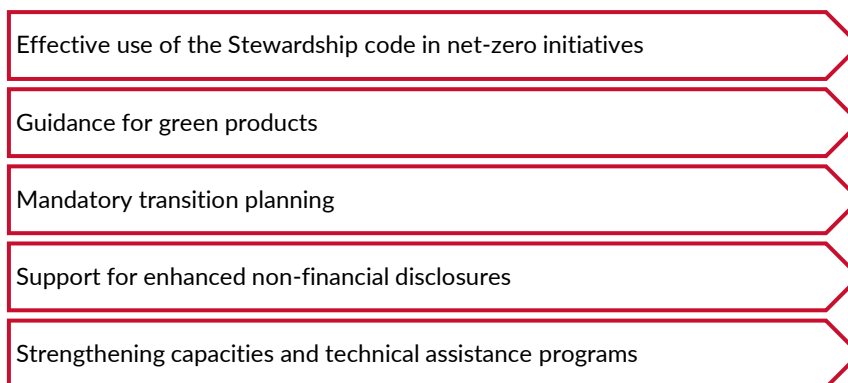 Effective use of the Stewardship code in net-zero initiatives
Guidance for green products
Mandatory transition planning
Support for enhanced non-financial disclosures
Strengthening capacities and technical assistance programs